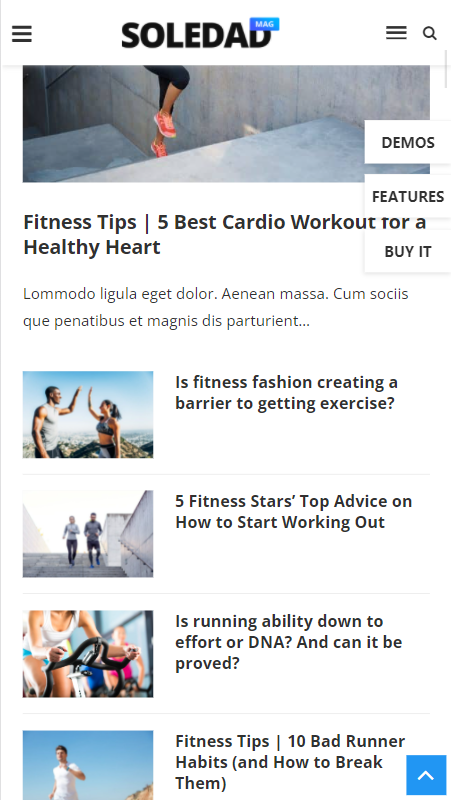 SOLEDAD MAG
DEMOS
FEATURES
BUY IT
Fitness Tips | 5 Best Cardio Workout for a
Healthy Heart
Lommodo ligula eget dolor. Aenean massa. Cum sociis
que penatibus et magnis dis parturient...
Is fitness fashion creating a
barrier to getting exercise?
5 Fitness Stars’ Top Advice on
How to Start Working Out
Is running ability down to
effort or DNA? And can it be
proved?
Fitness Tips | 10 Bad Runner
Habits (and How to Break
Them)